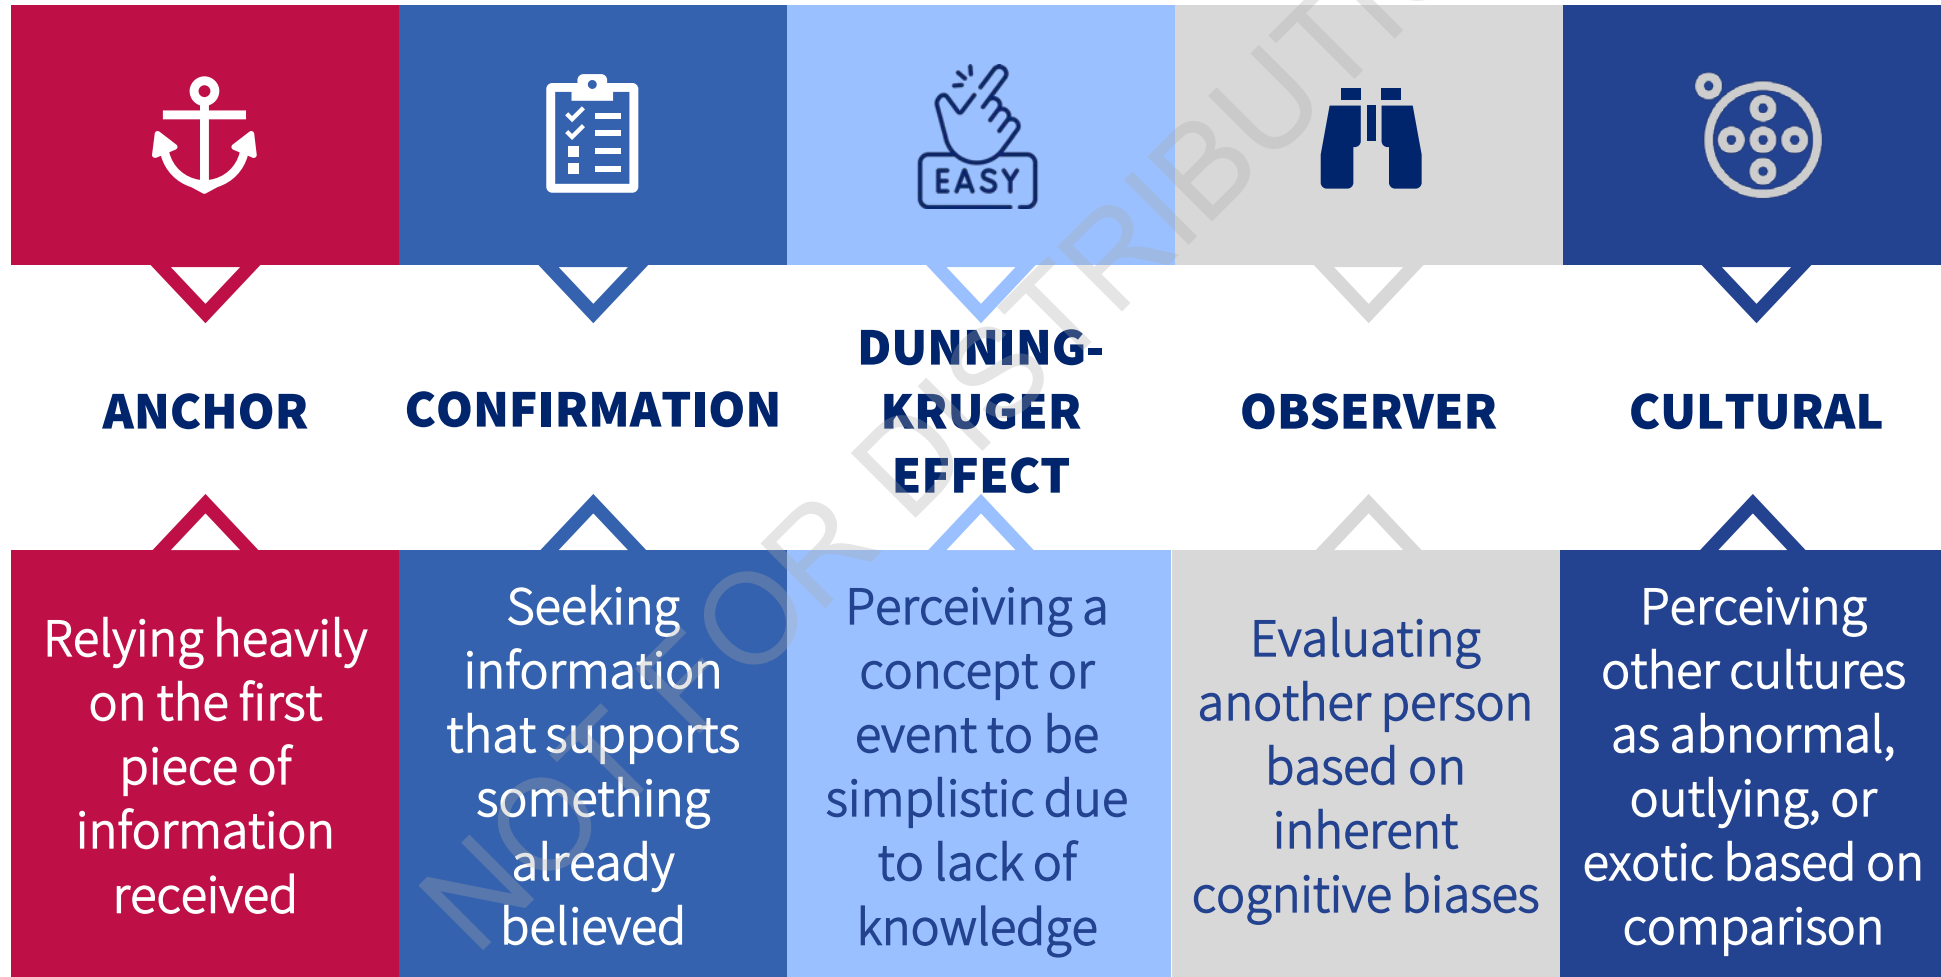 EASY
ANCHOR
CONFIRMATION
DUNNING-
KRUGER
EFFECT
OBSERVER
CULTURAL
Relying heavily
on the first
piece of
information
received
Seeking
information
that supports
something
already
believed
Perceiving a
concept or
event to be
simplistic due
to lack of
knowledge
Evaluating
another person
based on
inherent
cognitive biases
Perceiving
other cultures
as abnormal,
outlying, or
exotic based on
comparison
NOT FOR DISTRIBUTI